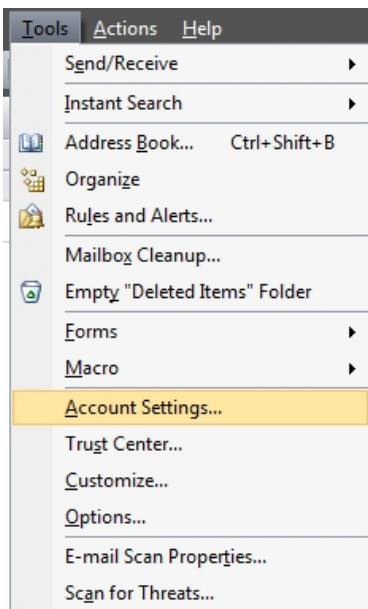 Tools Actions Help
Send/Receive
Instant Search
Address Book... Ctrl+Shift+B
Organize
Rules and Alerts...
Mailbox Cleanup...
Empty "Deleted Items" Folder
Forms
Macro
Account Settings...
Trust Center...
Customize...
Options...
E-mail Scan Properties...
Scan for Threats...